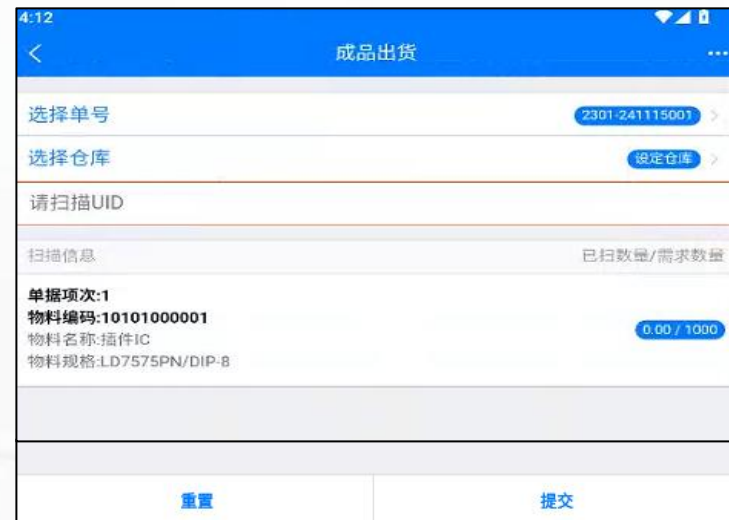 4:12
成品出货
选择单号 2301-241115001
选择仓库 设定仓库
请扫描UID
扫描信息 已扫数量/需求数量
单据项次:1
物料编码:10101000001
物料名称:插件IC
0.00 / 1000
物料规格:LD7575PN/DIP-8
重置 提交